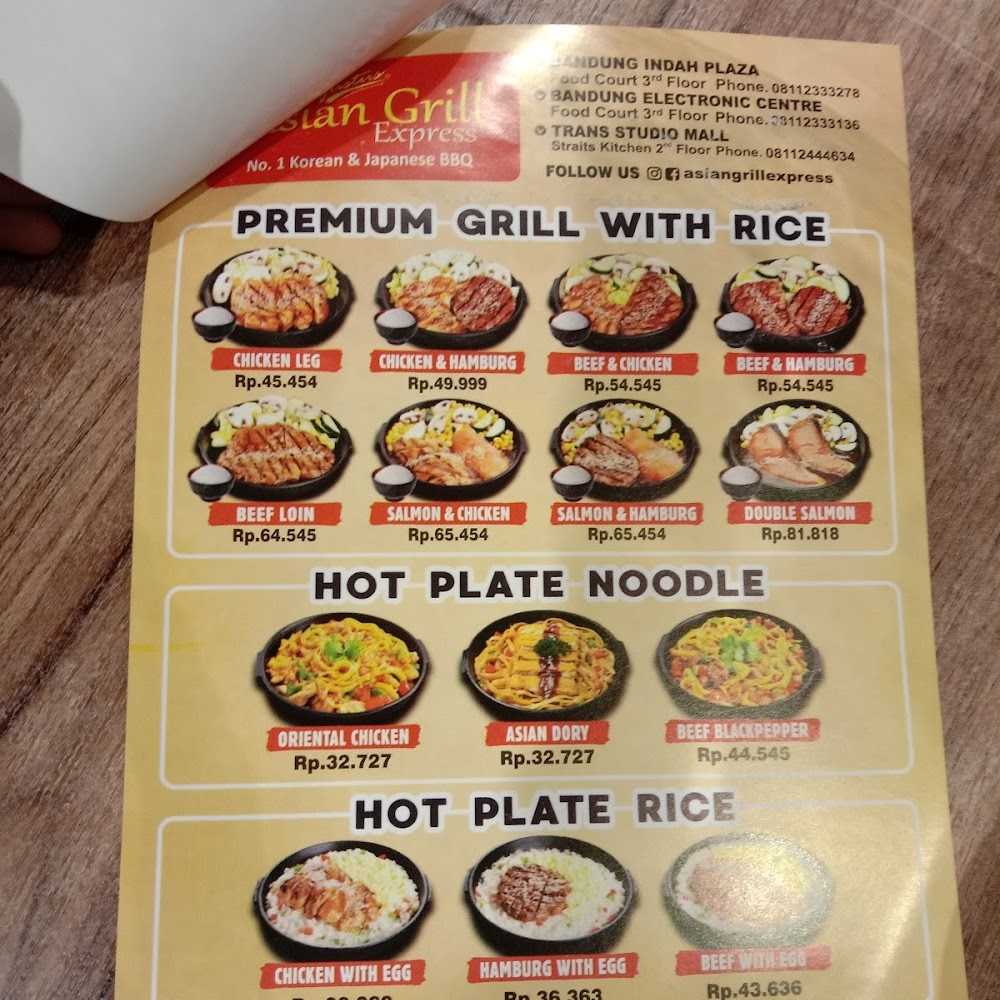 Asian Grill
Express
No. 1 Korean & Japanese BBQ
BANDUNG INDAH PLAZA
Food Court 3rd Floor Phone. 08112333278
BANDUNG ELECTRONIC CENTRE
Food Court 3rd Floor Phone. 08112333136
TRANS STUDIO MALL
Straits Kitchen 2nd Floor Phone. 08112444634
FOLLOW US asiangrillexpress
PREMIUM GRILL WITH RICE
CHICKEN LEG CHICKEN & HAMBURG BEEF & CHICKEN BEEF & HAMBURG
Rp.45.454 Rp.49.999 Rp.54.545 Rp.54.545
BEEF LOIN SALMON & CHICKEN SALMON & HAMBURG DOUBLE SALMON
Rp.64.545 Rp.65.454 Rp.65.454 Rp.81.818
HOT PLATE NOODLE
ORIENTAL CHICKEN ASIAN DORY BEEF BLACKPEPPER
Rp.32.727 Rp.32.727 Rp.44.545
HOT PLATE RICE
CHICKEN WITH EGG HAMBURG WITH EGG BEEF WITH EGG
Rp.36.363 Rp.43.636